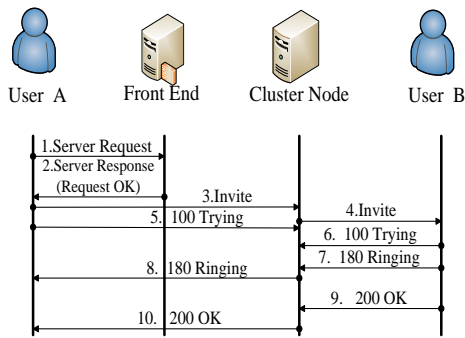 User A
Front End
Cluster Node
User B
1.Server Request
2.Server Response
(Request OK)
3.Invite
4.Invite
5. 100 Trying
6. 100 Trying
7. 180 Ringing
8. 180 Ringing
9. 200 OK
10. 200 OK